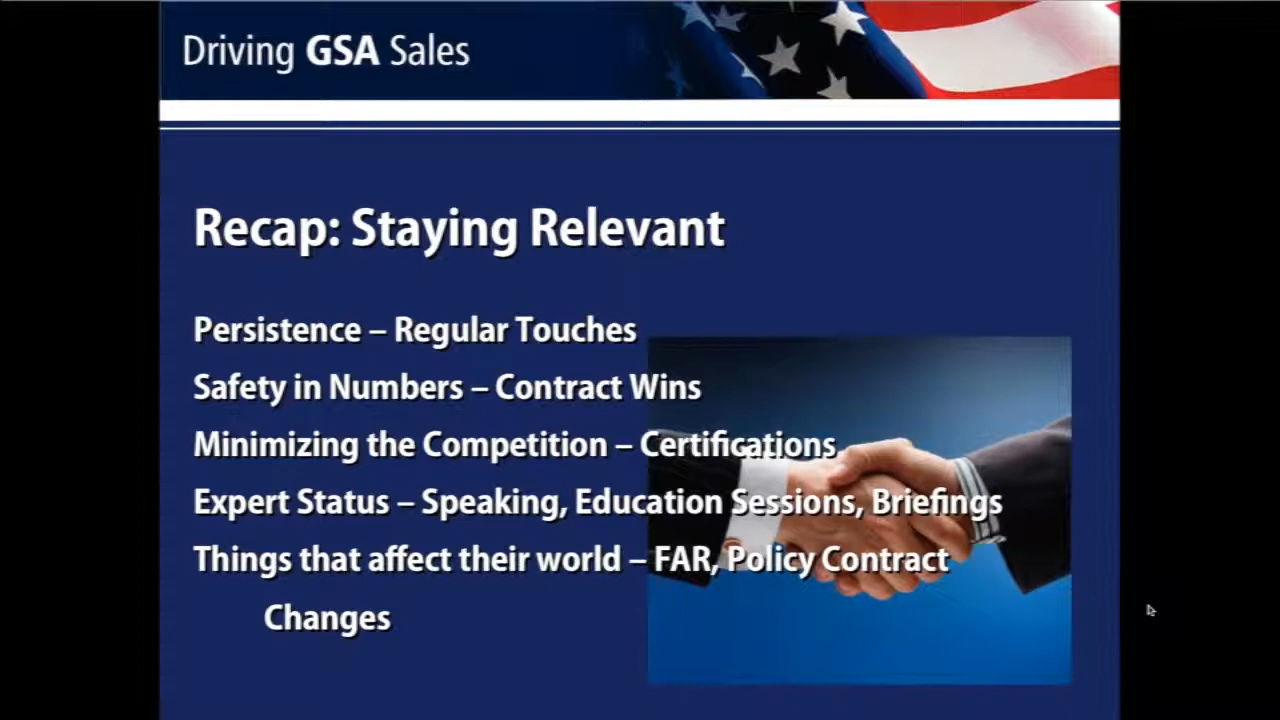 Driving GSA Sales
Recap: Staying Relevant
Persistence – Regular Touches
Safety in Numbers – Contract Wins
Minimizing the Competition – Certifications
Expert Status – Speaking, Education Sessions, Briefings
Things that affect their world – FAR, Policy Contract
Changes